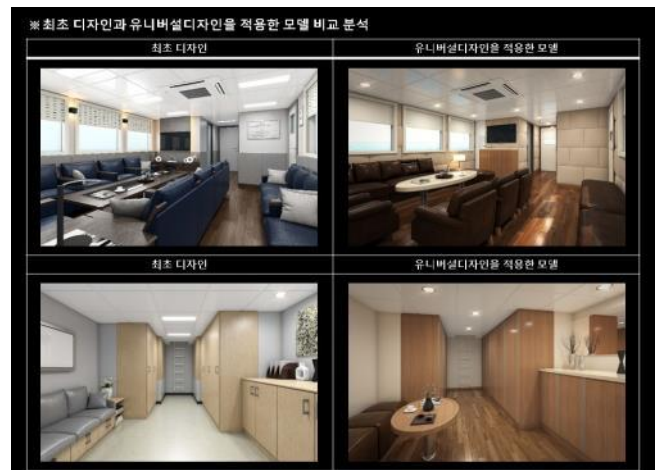 ※ 최초 디자인과 유니버설디자인을 적용한 모델 비교 분석
최초 디자인
유니버설디자인을 적용한 모델
최초 디자인
유니버설디자인을 적용한 모델